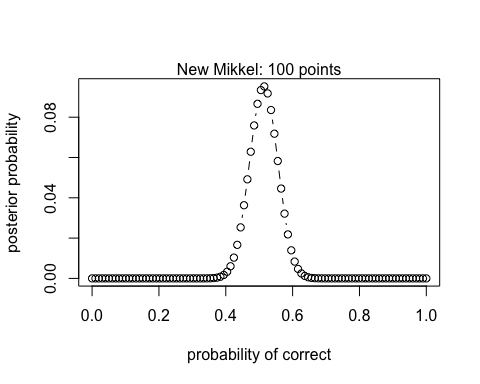 New Mikkel: 100 points
posterior probability
0.08
0.04
0.00
0.0 0.2 0.4 0.6 0.8 1.0
probability of correct